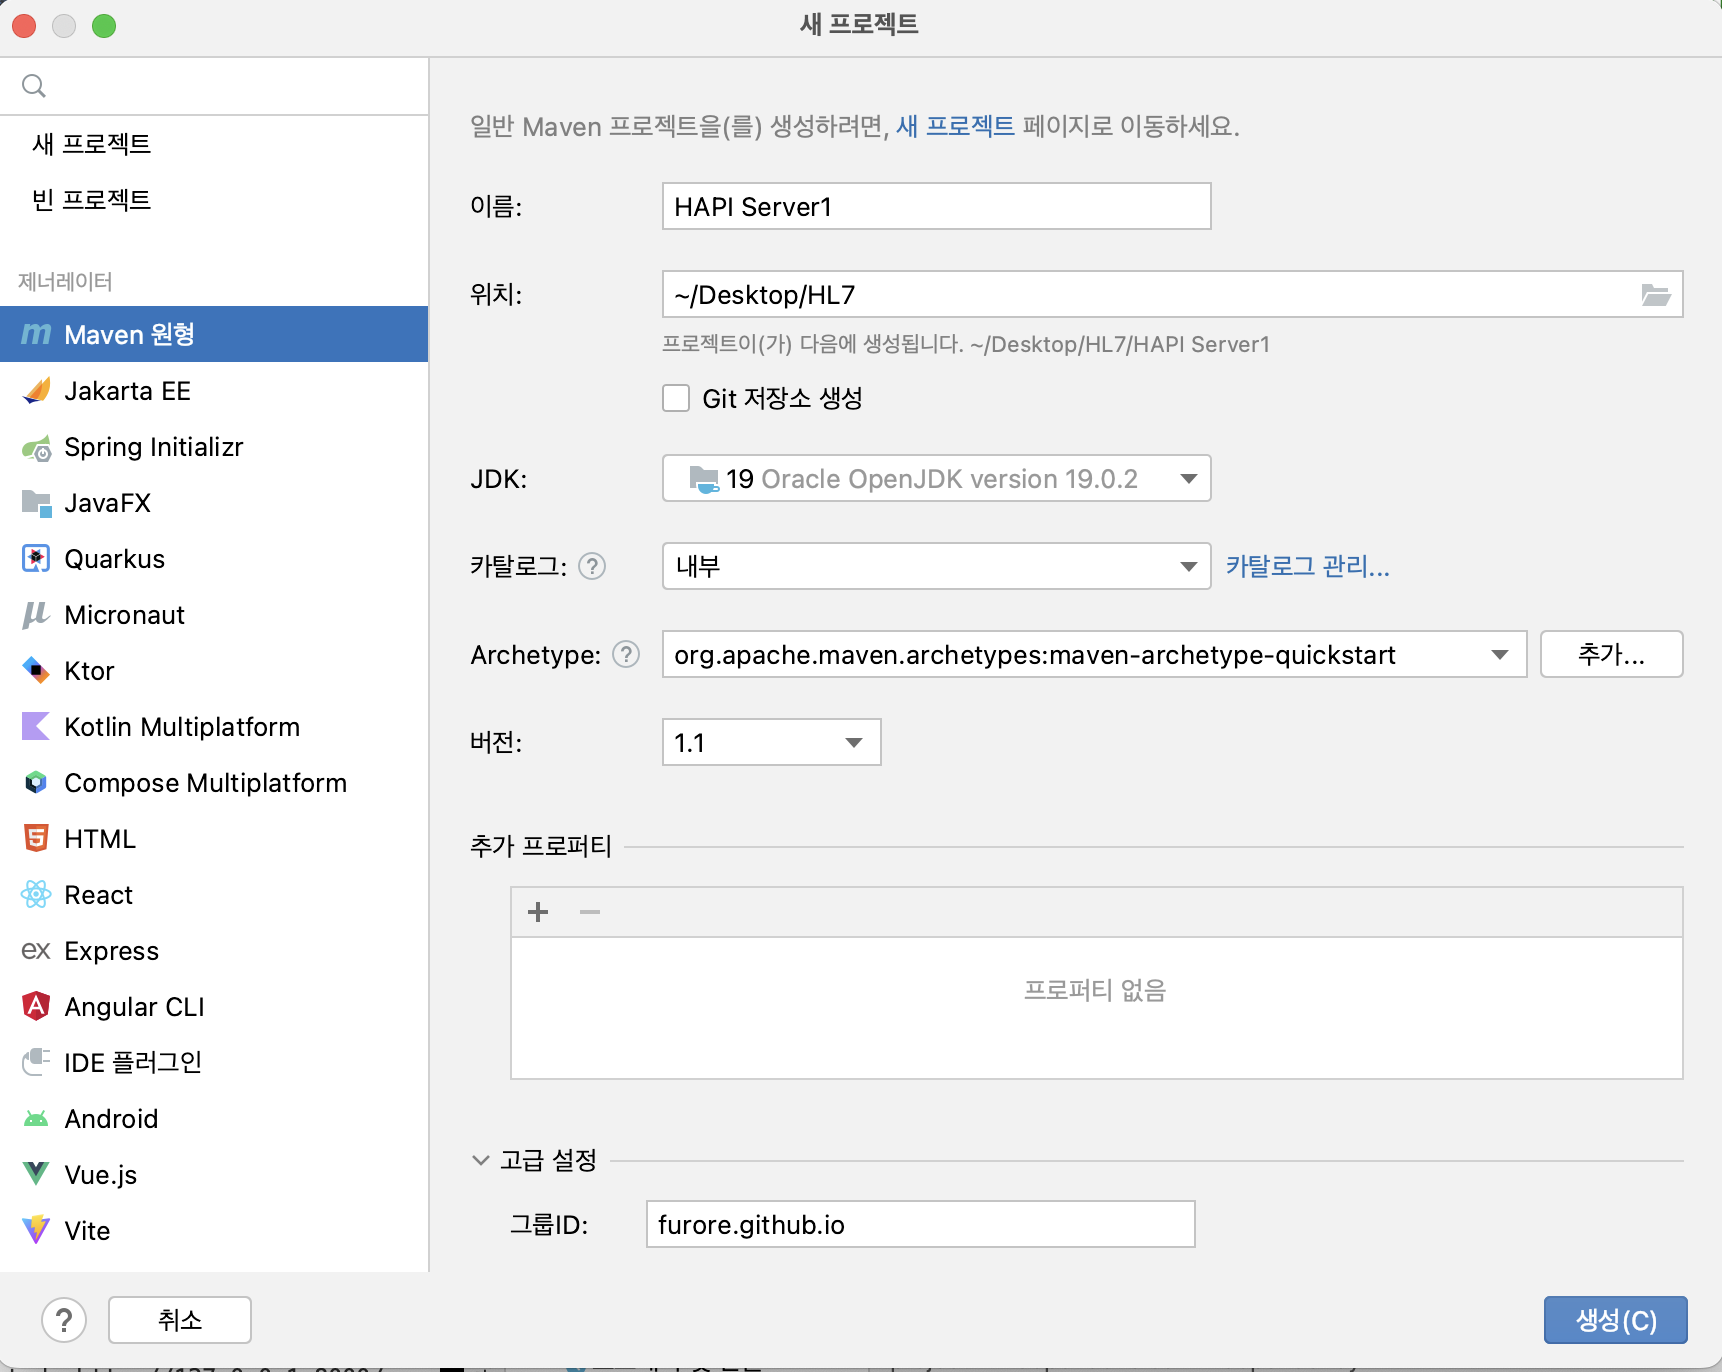 새 프로젝트
새 프로젝트
빈 프로젝트
제너레이터
Maven 원형
Jakarta EE
Spring Initializr
JavaFX
Quarkus
Micronaut
Ktor
Kotlin Multiplatform
Compose Multiplatform
HTML
React
Express
Angular CLI
IDE 플러그인
Android
Vue.js
Vite
일반 Maven 프로젝트을(를) 생성하려면, 새 프로젝트 페이지로 이동하세요.
이름: HAPI Server1
위치: ~/Desktop/HL7
프로젝트이(가) 다음에 생성됩니다. ~/Desktop/HL7/HAPI Server1
Git 저장소 생성
JDK: 19 Oracle OpenJDK version 19.0.2
카탈로그: ? 내부 카탈로그 관리...
Archetype: ? org.apache.maven.archetypes:maven-archetype-quickstart 추가...
버전: 1.1
추가 프로퍼티
프로퍼티 없음
고급 설정
그룹ID: furore.github.io
? 취소 생성(C)